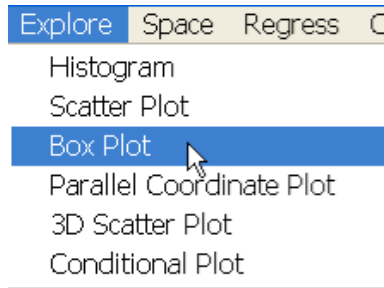 Explore Space Regress
Histogram
Scatter Plot
Box Plot
Parallel Coordinate Plot
3D Scatter Plot
Conditional Plot